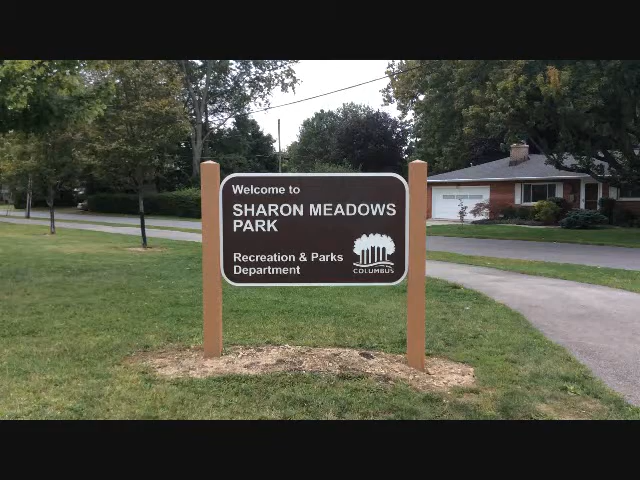 Welcome to
SHARON MEADOWS
PARK
Recreation & Parks
Department
COLUMBUS